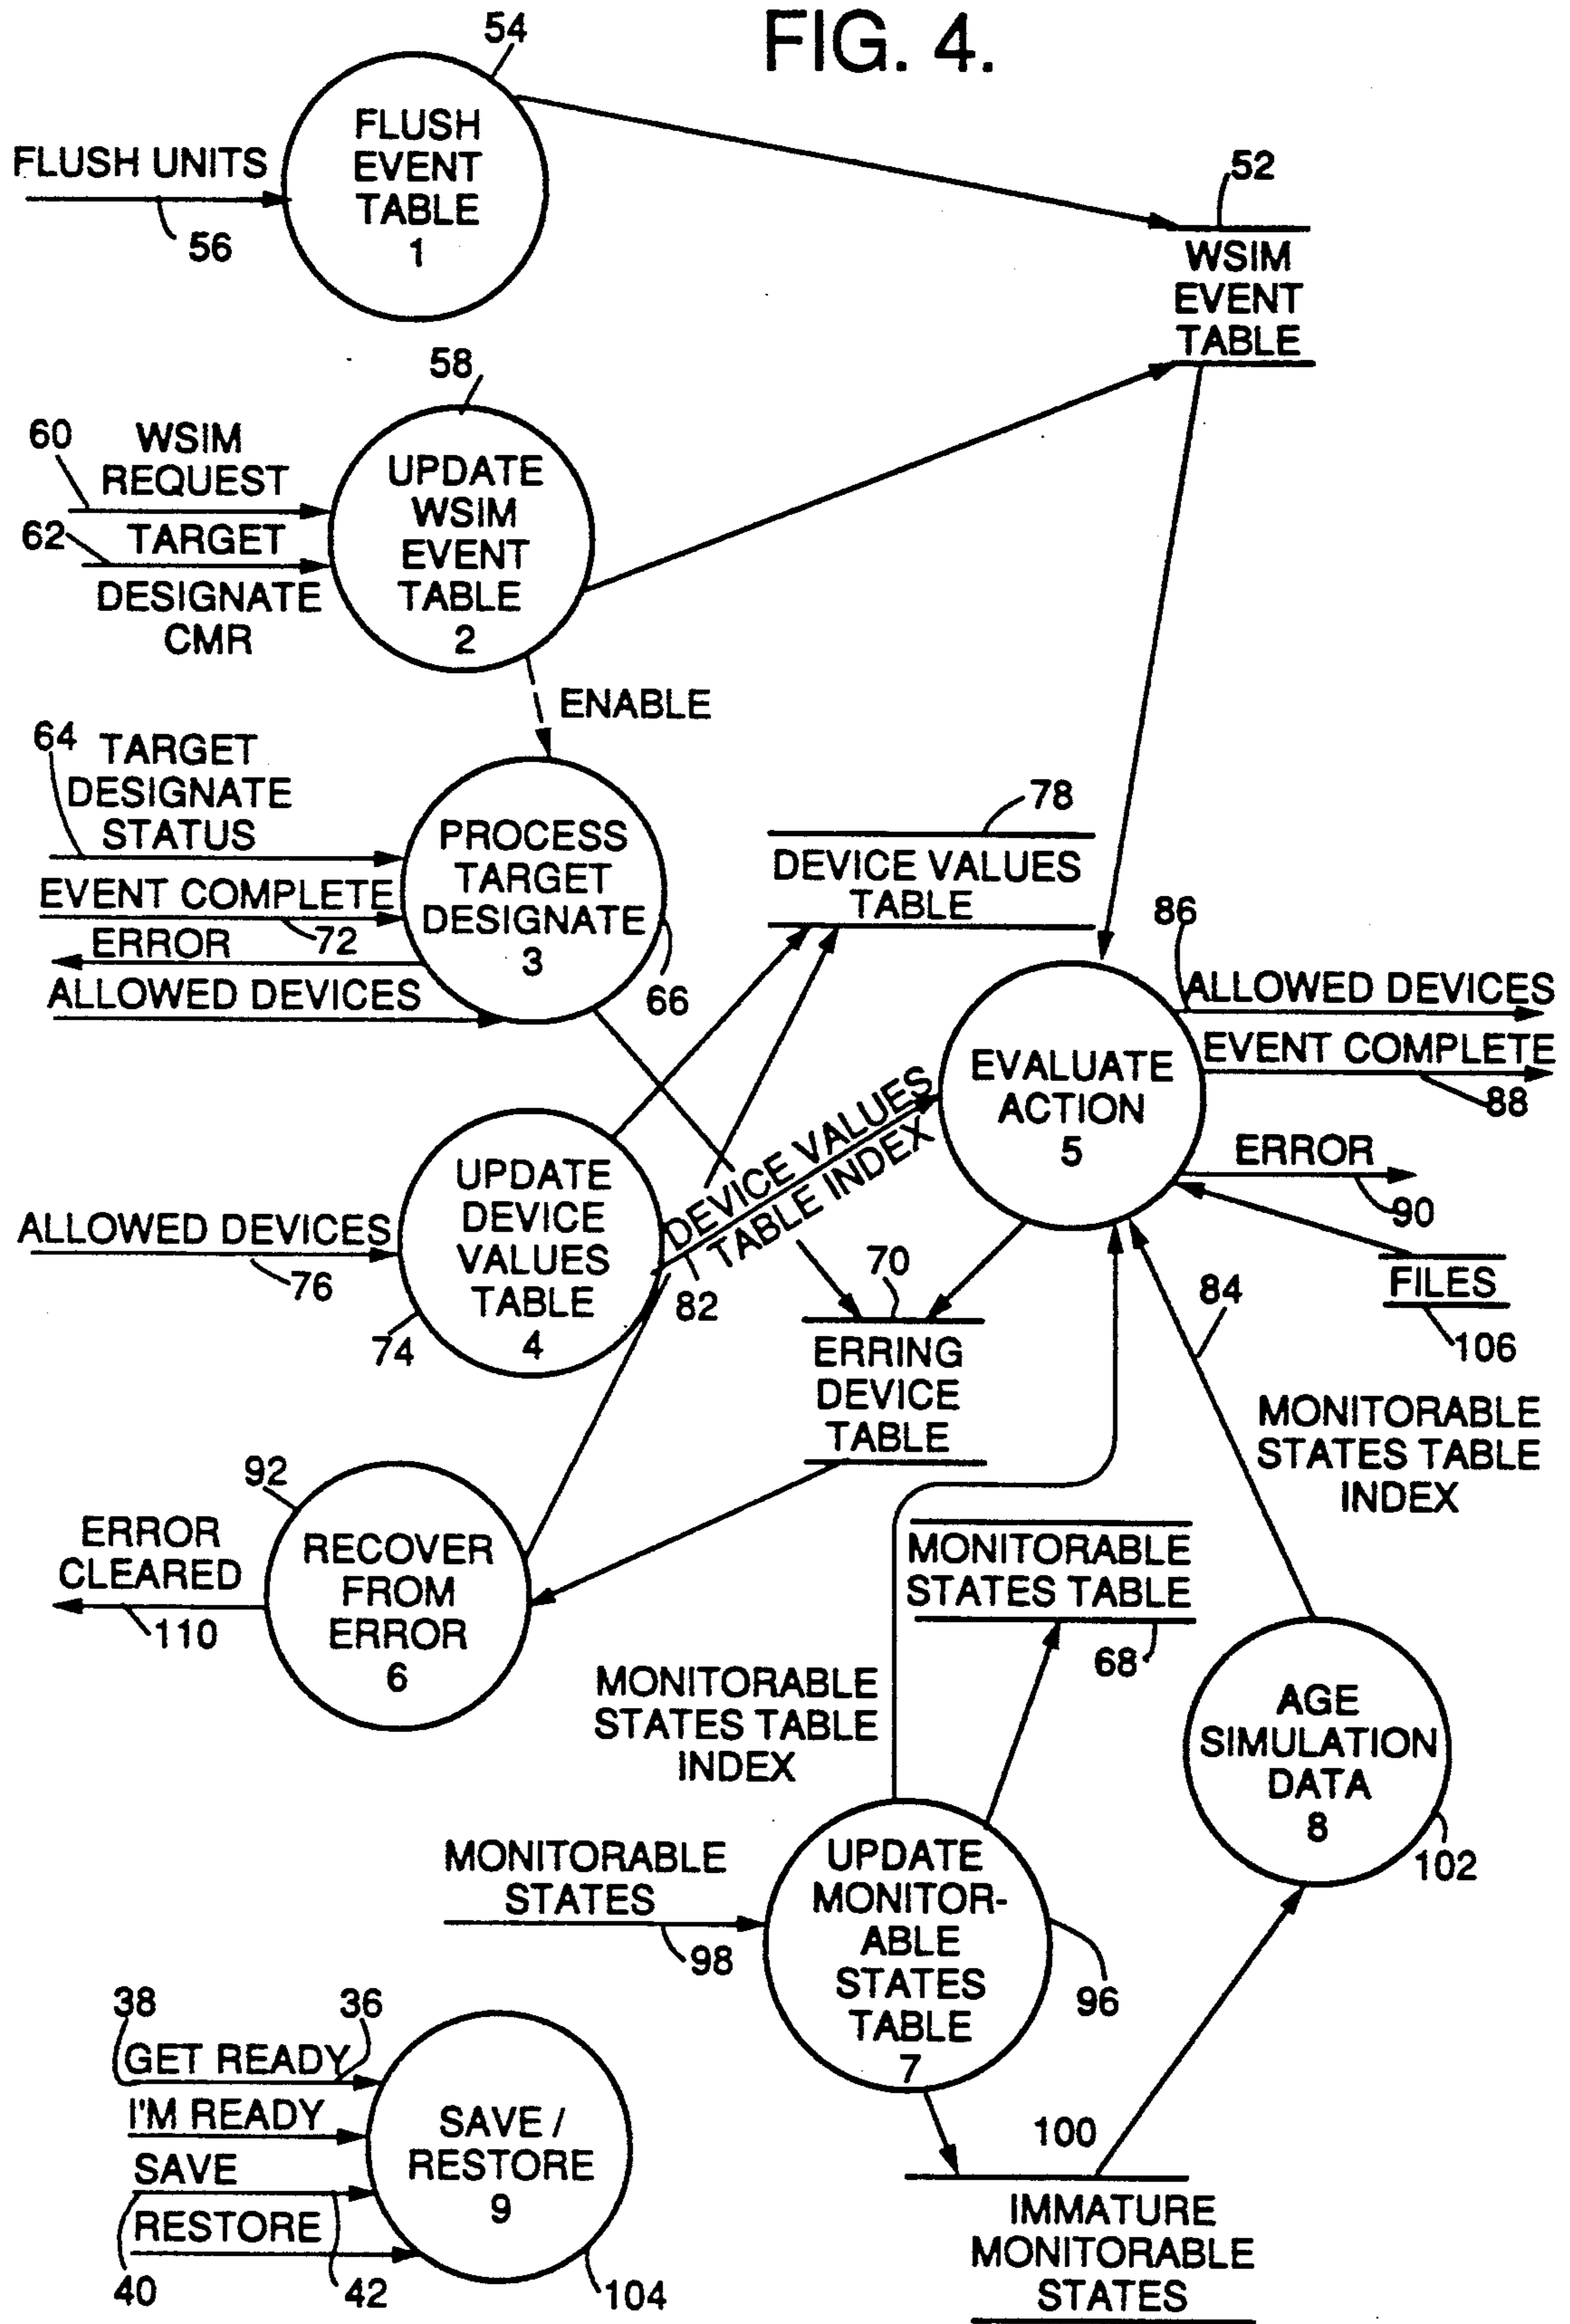 FIG. 4.
54
FLUSH
EVENT
TABLE
1
FLUSH UNITS
56
52
WSIM
EVENT
TABLE
58
60
WSIM
REQUEST
62
TARGET
DESIGNATE
CMR
UPDATE
WSIM
EVENT
TABLE
2
ENABLE
64
TARGET
DESIGNATE
STATUS
EVENT COMPLETE
72
ERROR
ALLOWED DEVICES
PROCESS
TARGET
DESIGNATE
3
66
78
DEVICE VALUES
TABLE
86
ALLOWED DEVICES
EVENT COMPLETE
88
EVALUATE
ACTION
5
ERROR
90
FILES
106
DEVICE VALUES
TABLE INDEX
82
ALLOWED DEVICES
76
74
UPDATE
DEVICE
VALUES
TABLE
4
70
ERRING
DEVICE
TABLE
84
MONITORABLE
STATES TABLE
INDEX
92
ERROR
CLEARED
110
RECOVER
FROM
ERROR
6
MONITORABLE
STATES TABLE
68
MONITORABLE
STATES TABLE
INDEX
AGE
SIMULATION
DATA
8
102
MONITORABLE
STATES
98
UPDATE
MONITOR-
ABLE
STATES
TABLE
7
96
38
36
GET READY
I'M READY
SAVE
RESTORE
40
42
SAVE /
RESTORE
9
104
100
IMMATURE
MONITORABLE
STATES